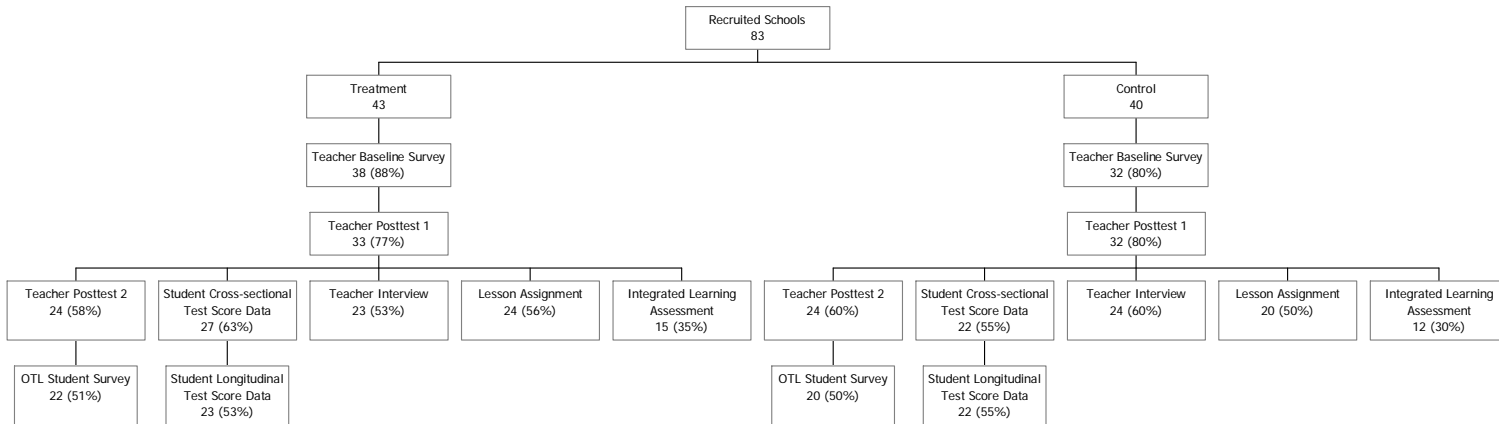 Recruited Schools
83
Treatment
43
Control
40
Teacher Baseline Survey
38 (88%)
Teacher Baseline Survey
32 (80%)
Teacher Posttest 1
33 (77%)
Teacher Posttest 1
32 (80%)
Teacher Posttest 2
24 (58%)
Student Cross-sectional
Test Score Data
27 (63%)
Teacher Interview
23 (53%)
Lesson Assignment
24 (56%)
Integrated Learning
Assessment
15 (35%)
Teacher Posttest 2
24 (60%)
Student Cross-sectional
Test Score Data
22 (55%)
Teacher Interview
24 (60%)
Lesson Assignment
20 (50%)
Integrated Learning
Assessment
12 (30%)
OTL Student Survey
22 (51%)
Student Longitudinal
Test Score Data
23 (53%)
OTL Student Survey
20 (50%)
Student Longitudinal
Test Score Data
22 (55%)